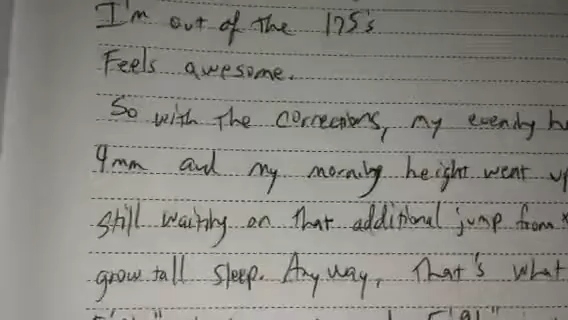 I'm out of the 175's
Feels awesome.
So with the corrections, my evening h
9mm and my morning height went up
still waiting on that additional jump from
grow tall sleep. Anyway, that's what